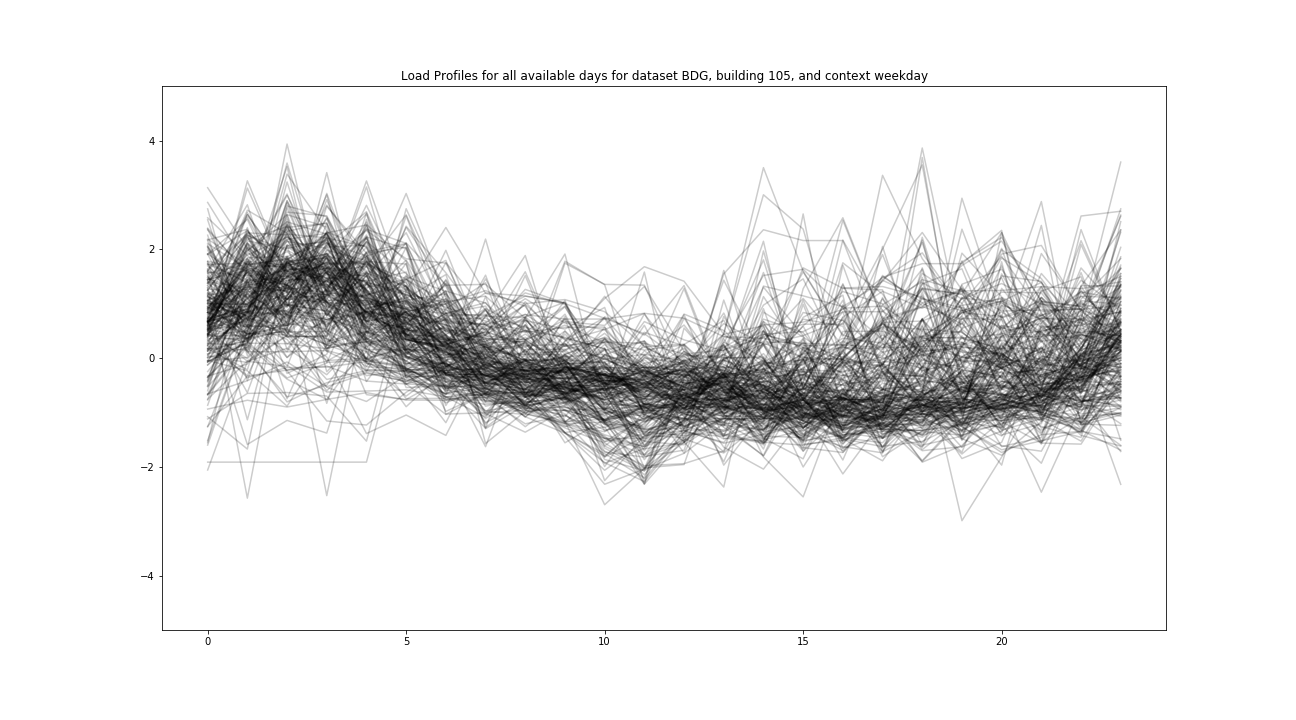 Load Profiles for all available days for dataset BDG, building 105, and context weekday
4
2
0
−2
−4
0 5 10 15 20